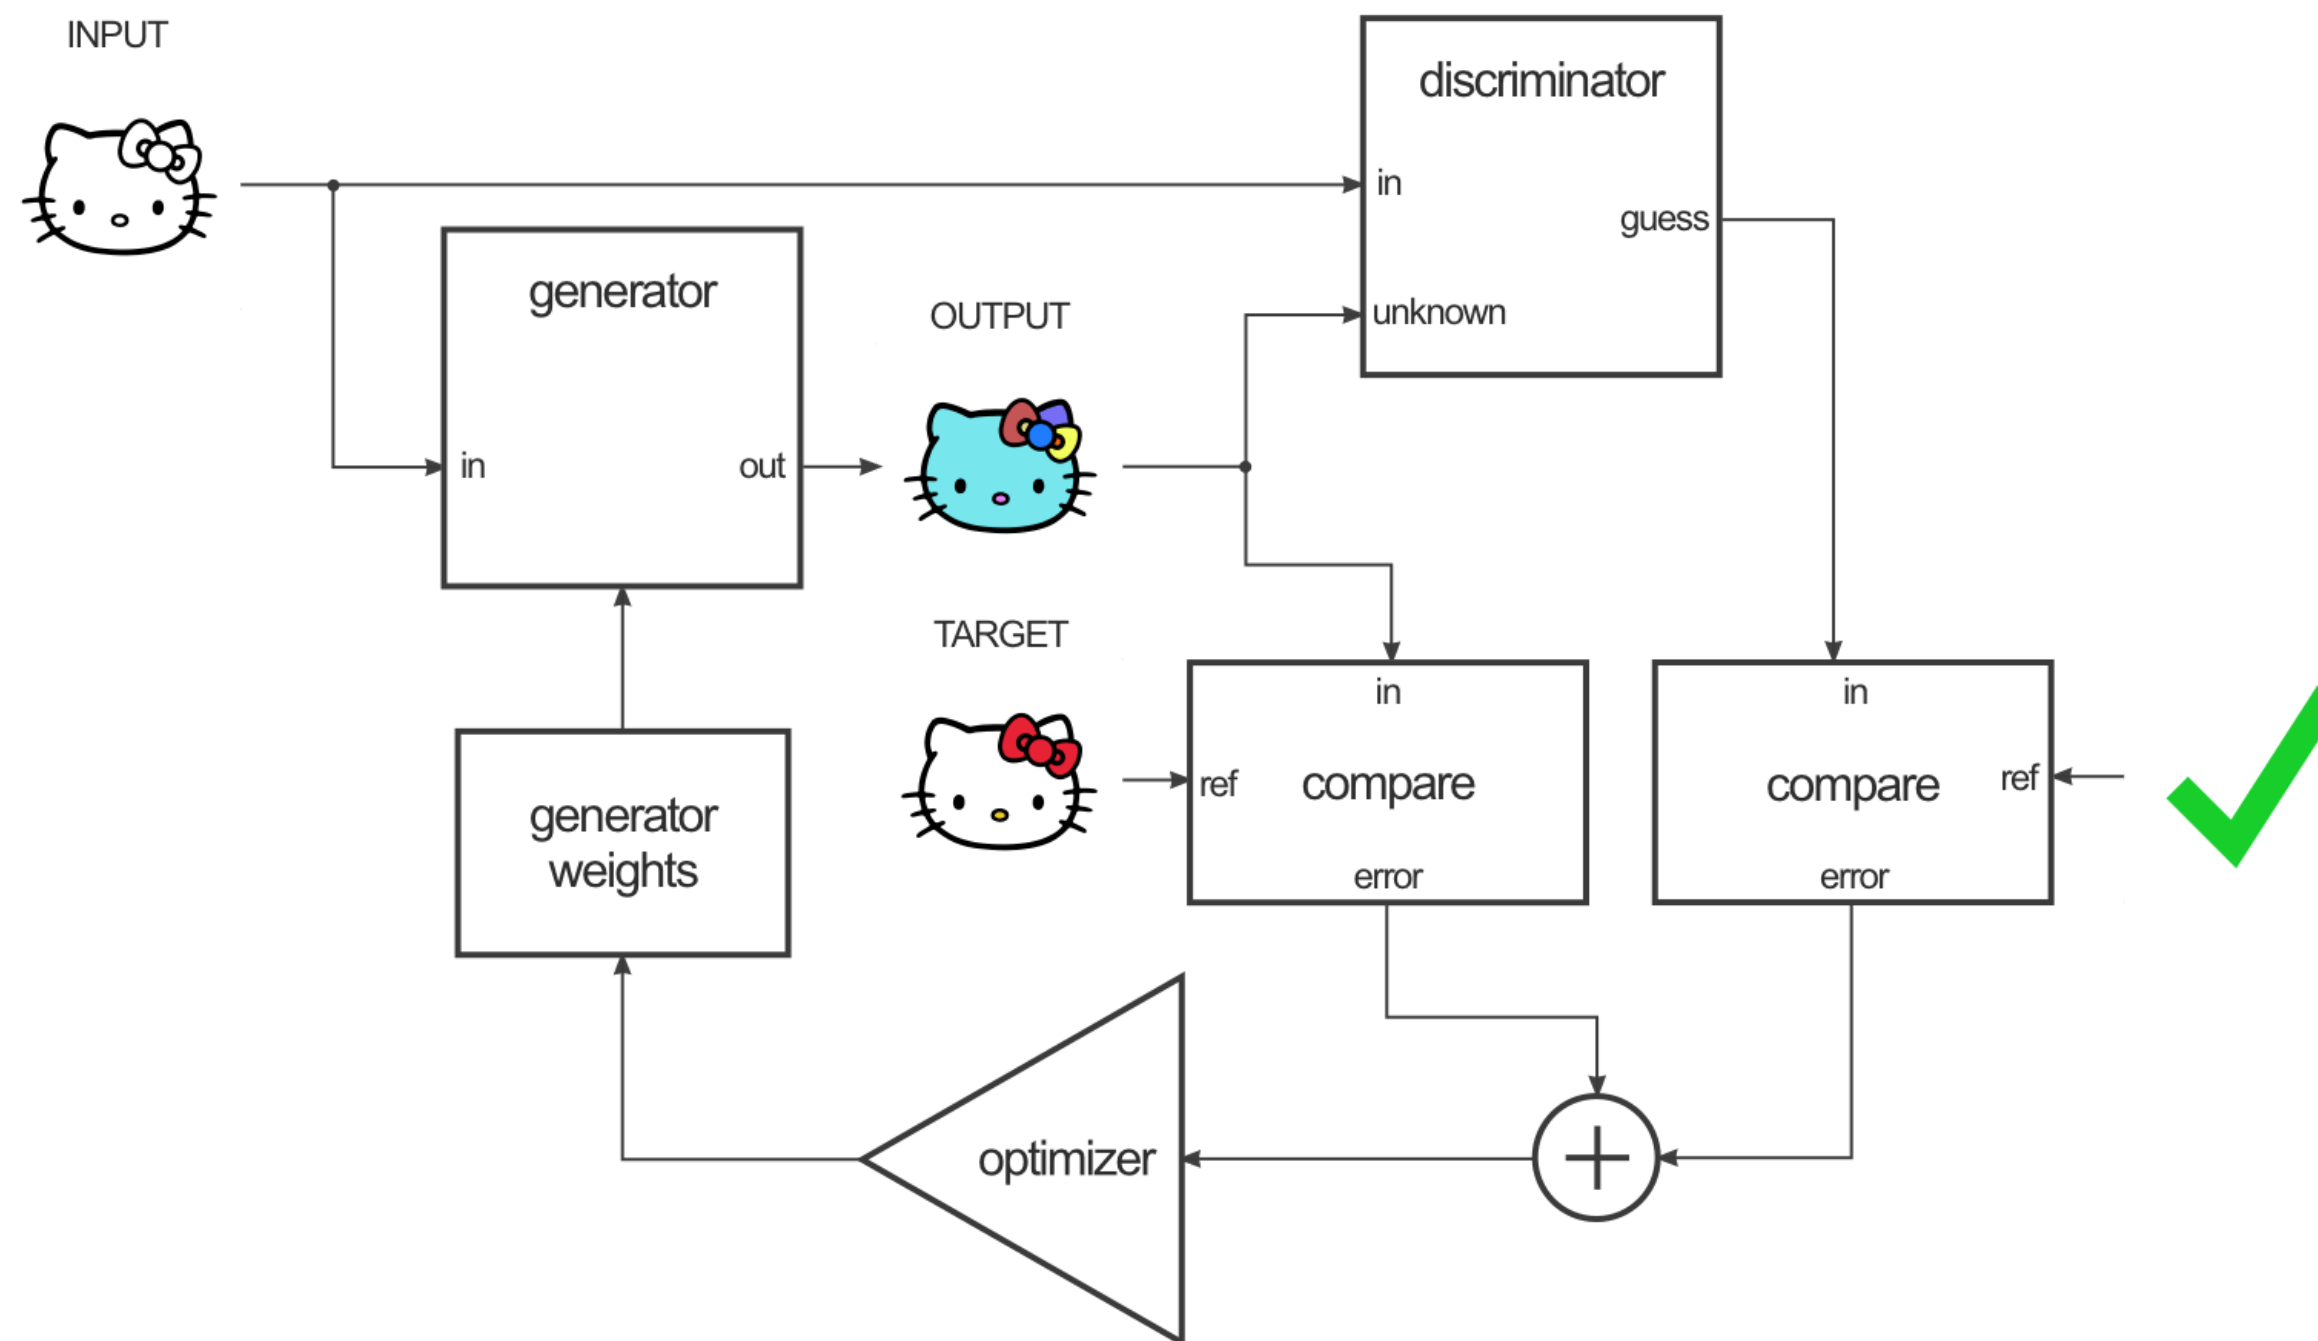 INPUT
discriminator
in
guess
unknown
generator
in
out
OUTPUT
TARGET
in
ref
compare
error
in
ref
compare
error
generator
weights
optimizer
+